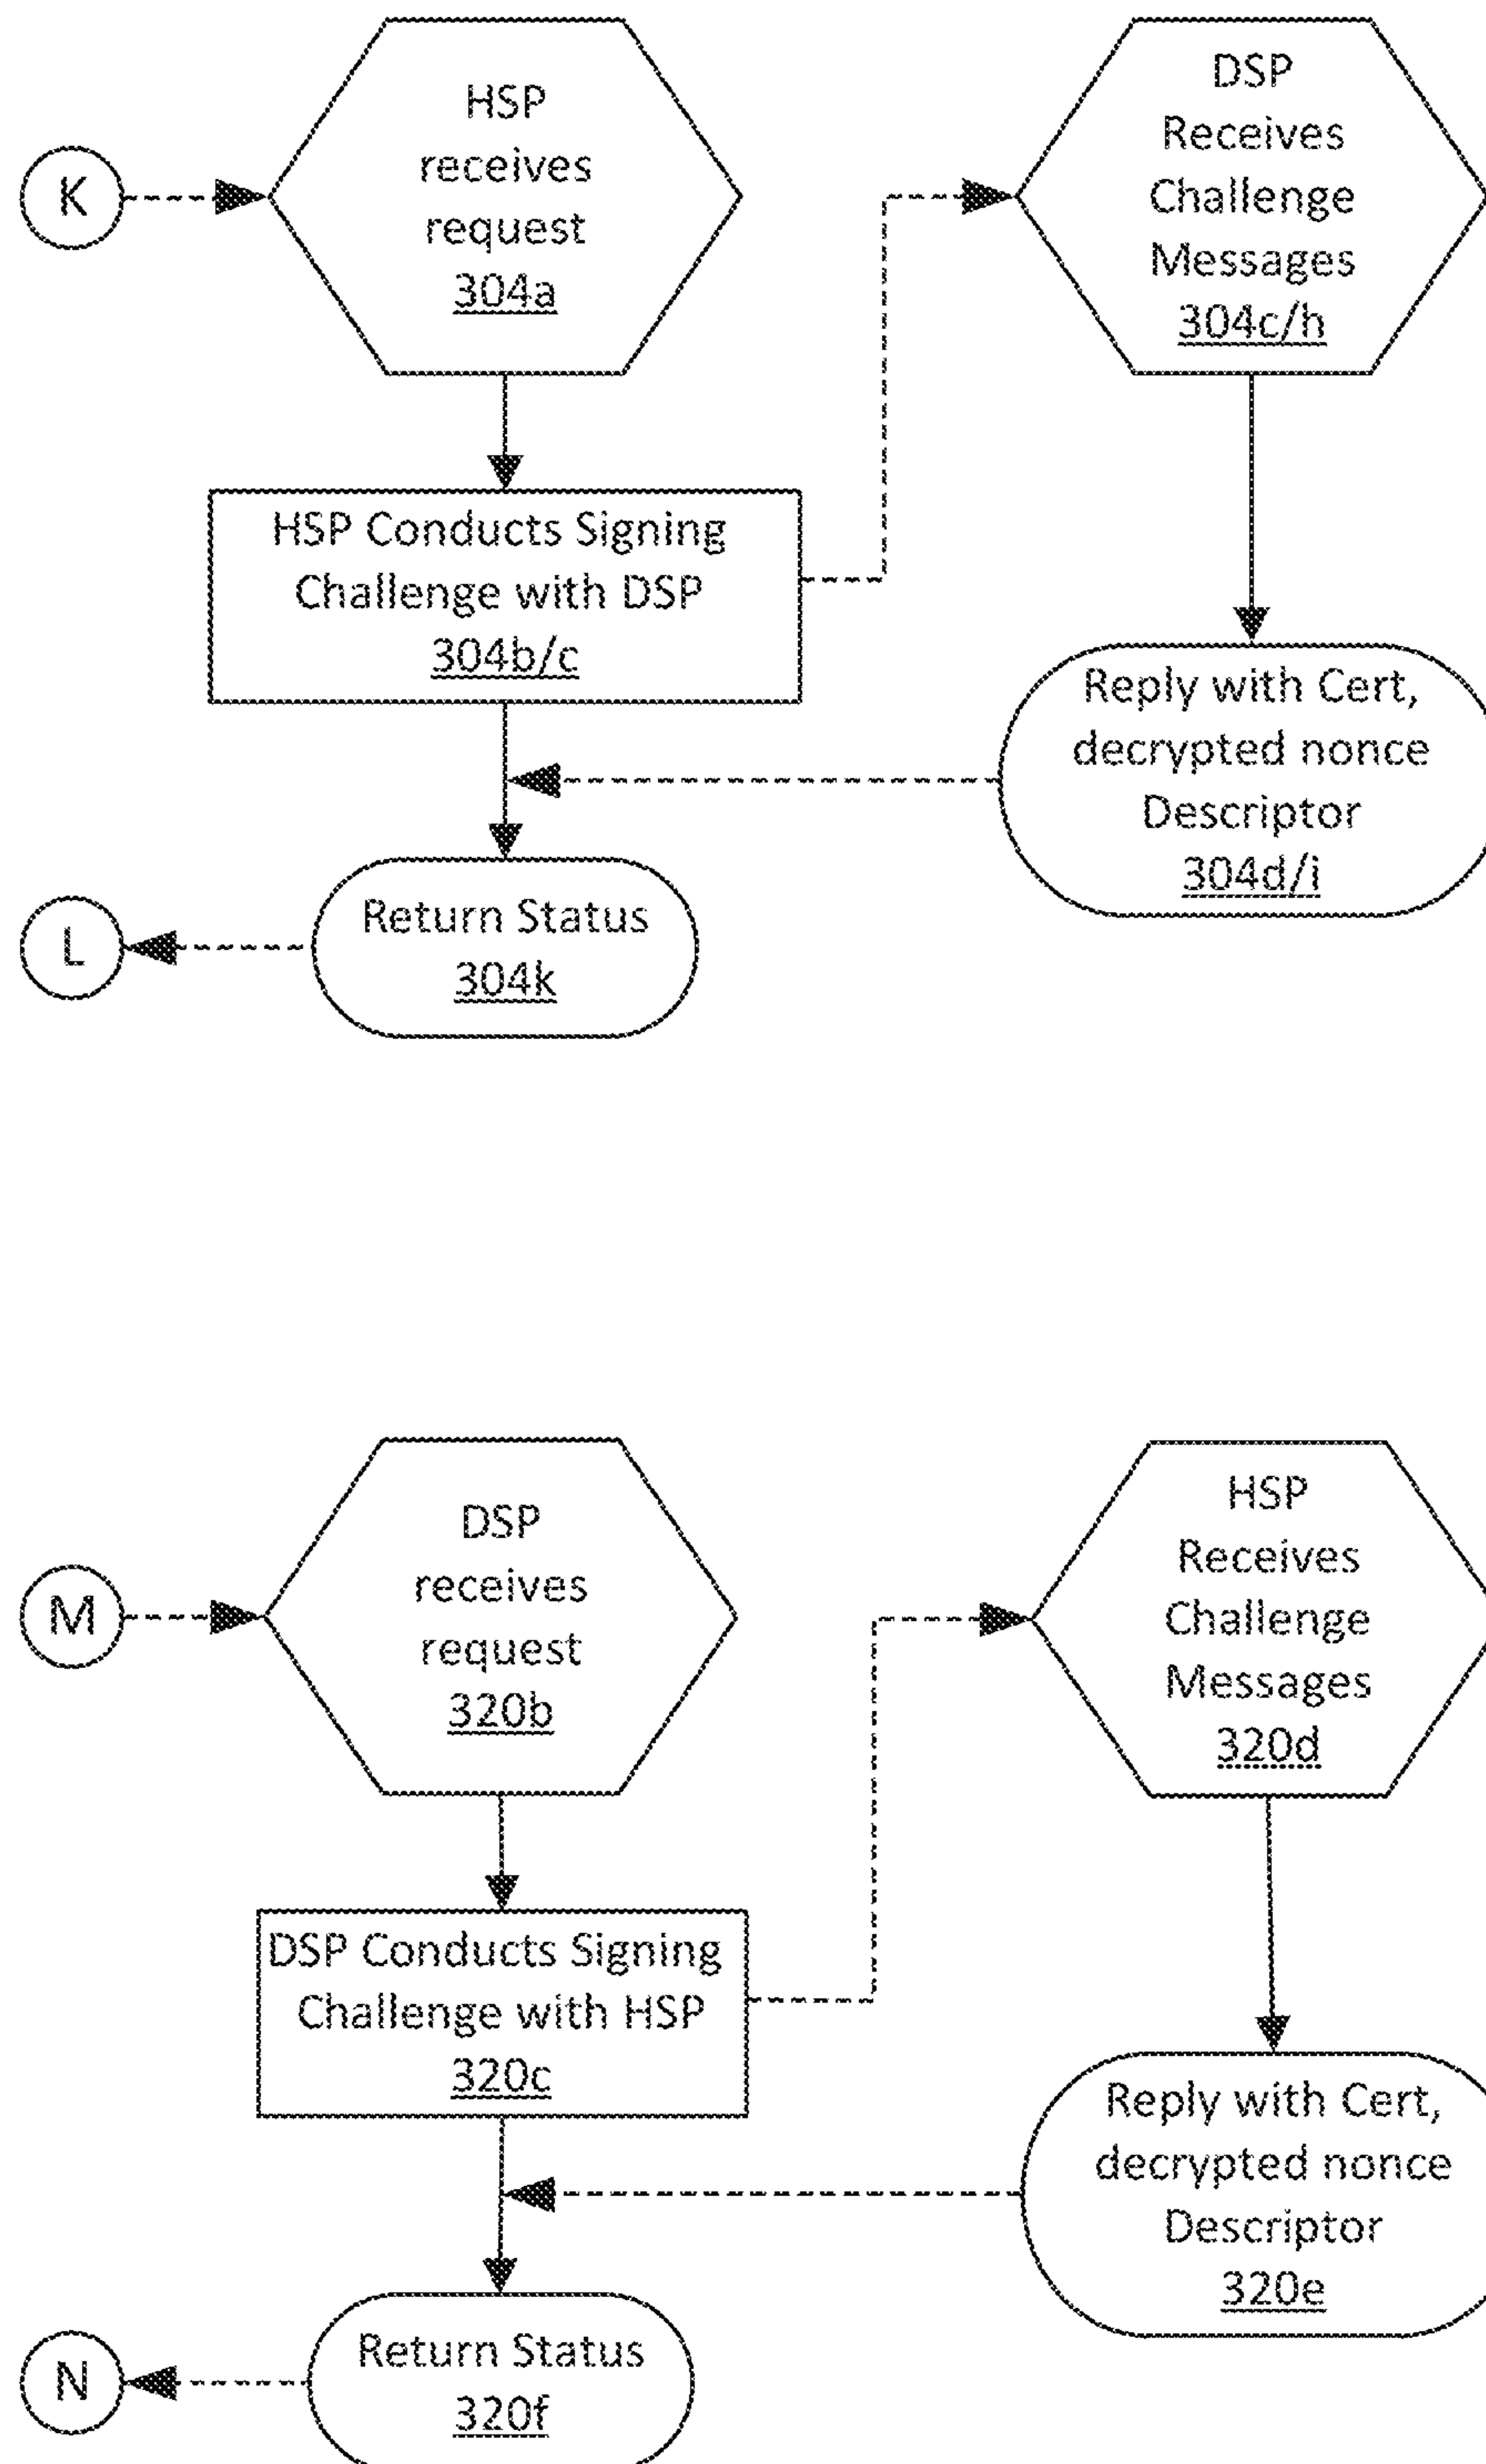 K
HSP
receives
request
304a
DSP
Receives
Challenge
Messages
304c/h
HSP Conducts Signing
Challenge with DSP
304b/c
Reply with Cert,
decrypted nonce
Descriptor
304d/i
L
Return Status
304k
M
DSP
receives
request
320b
HSP
Receives
Challenge
Messages
320d
DSP Conducts Signing
Challenge with HSP
320c
Reply with Cert,
decrypted nonce
Descriptor
320e
N
Return Status
320f